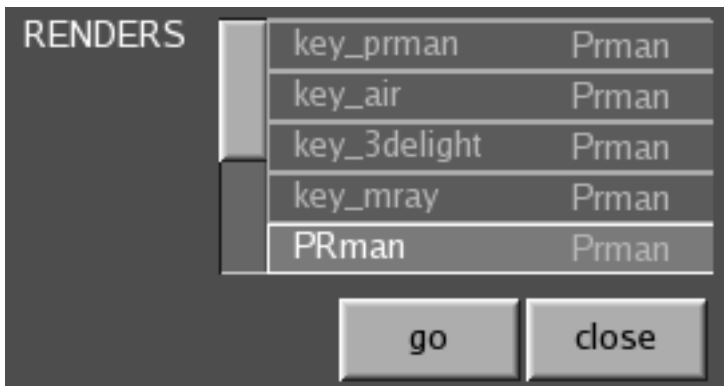 RENDERS key_prman Prman
key_air Prman
key_3delight Prman
key_mray Prman
PRman Prman
go close